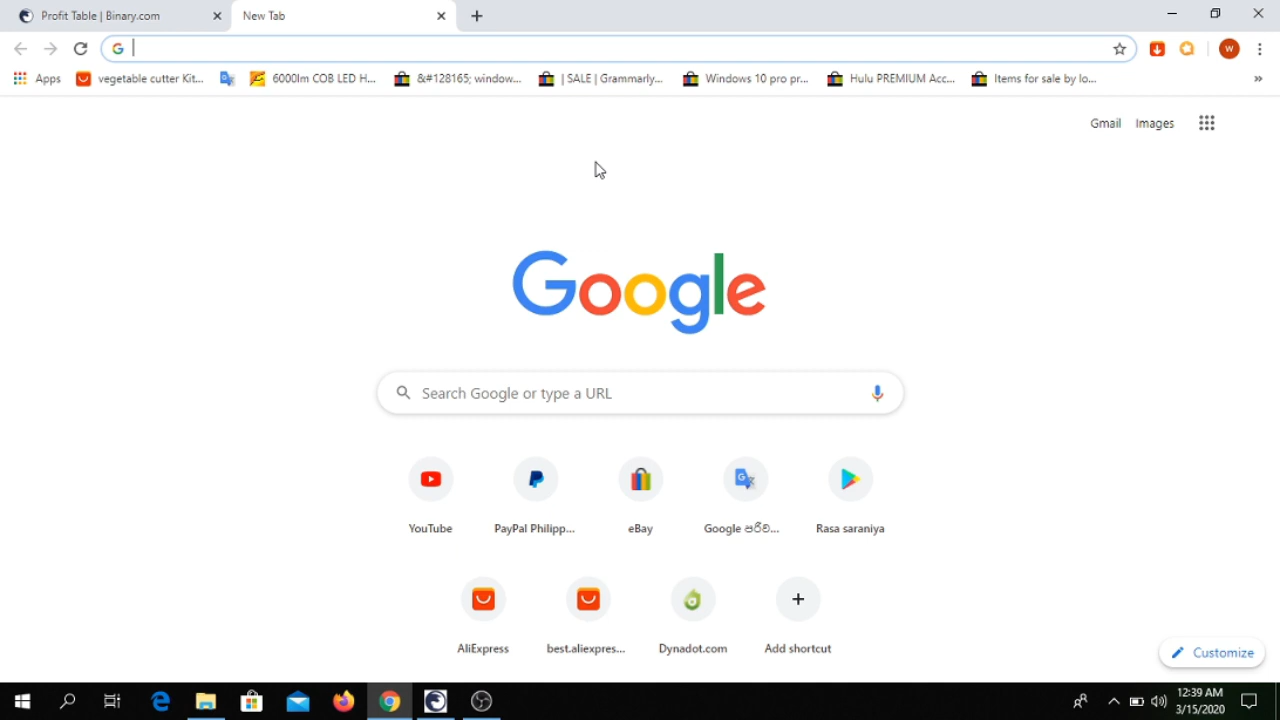 Profit Table | Binary.com
New Tab
Apps
vegetable cutter Kit...
6000lm COB LED H...
&#128165; window...
| SALE | Grammarly...
Windows 10 pro pr...
Hulu PREMIUM Acc...
Items for sale by lo...
»
Gmail
Images
W
Google
Search Google or type a URL
YouTube
PayPal Philipp...
eBay
Google පරිව...
Rasa saraniya
AliExpress
best.aliexpres...
Dynadot.com
Add shortcut
Customize
12:39 AM
3/15/2020